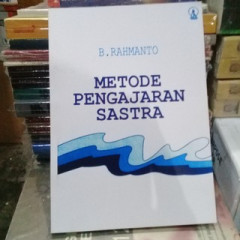 B. RAHMANTO
METODE
PENGAJARAN
SASTRA